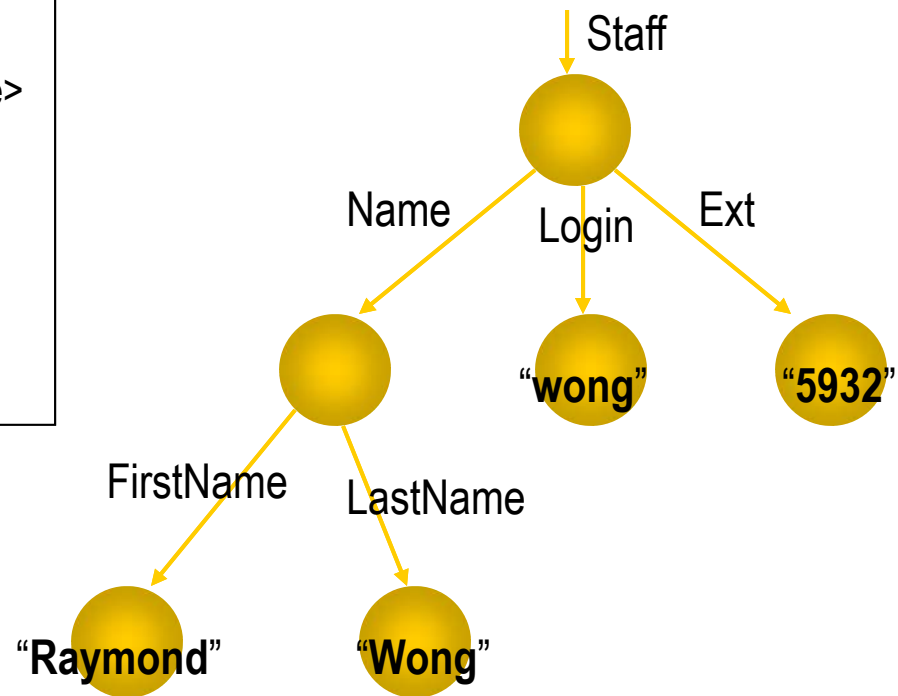 Staff
e>
Name
Login
Ext
“wong”
“5932”
FirstName
LastName
“Raymond”
“Wong”